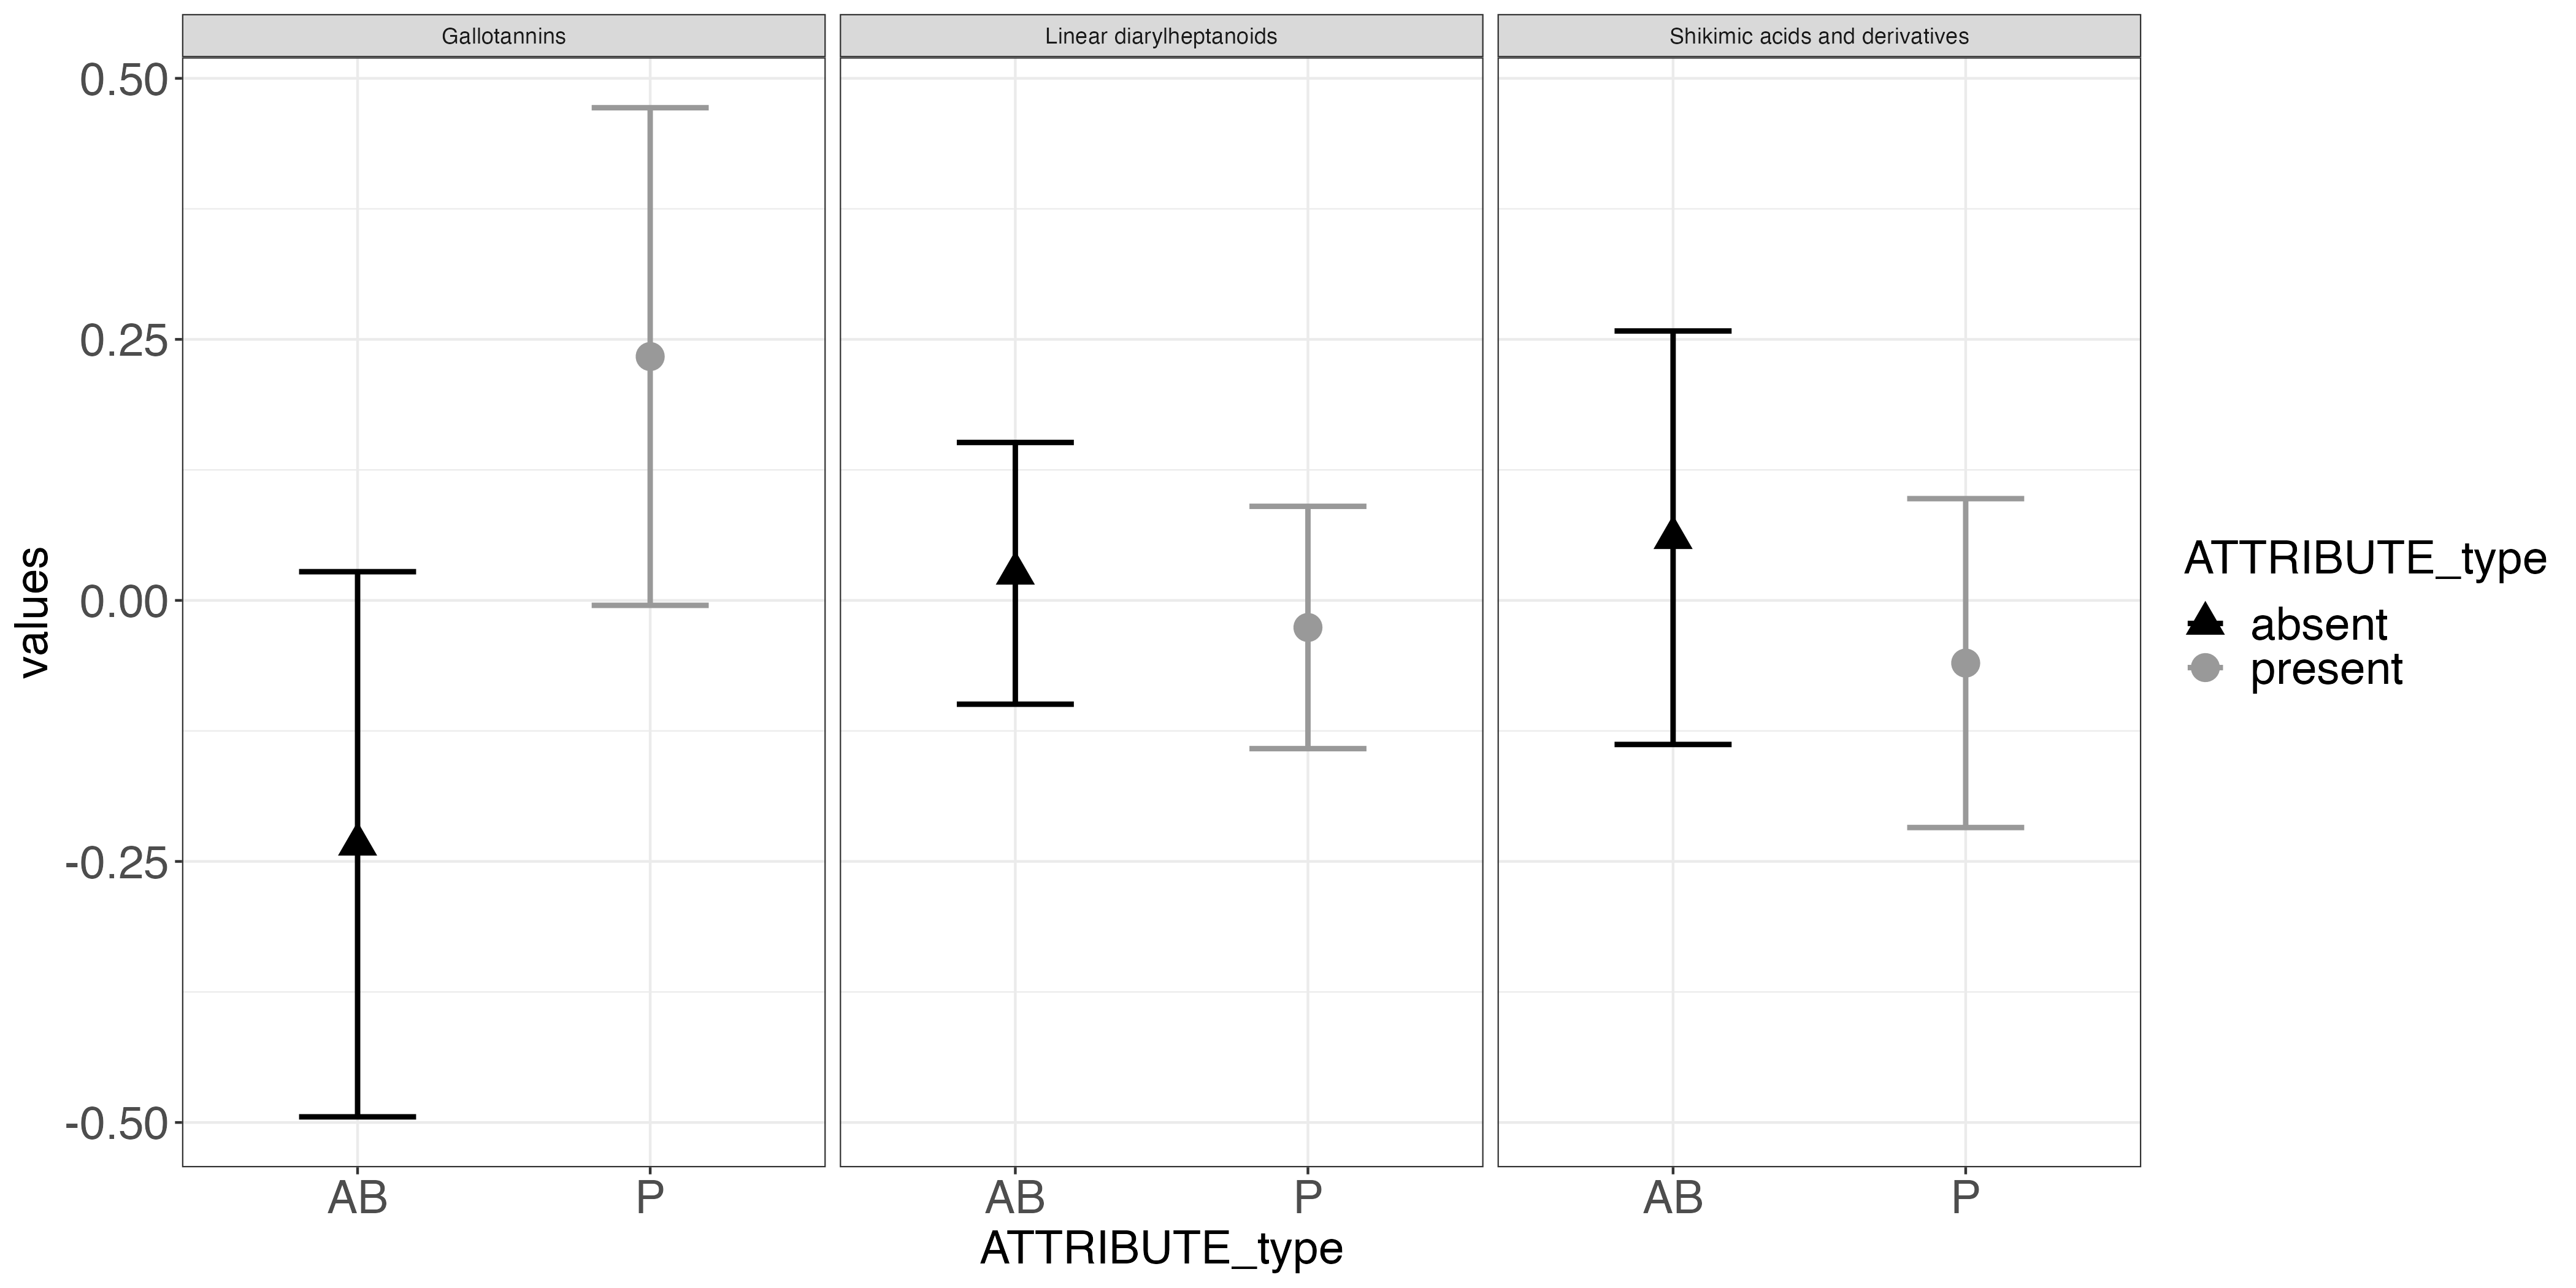 Gallotannins
Linear diarylheptanoids
Shikimic acids and derivatives
0.50
0.25
0.00
-0.25
-0.50
values
AB
P
AB
P
AB
P
ATTRIBUTE_type
ATTRIBUTE_type
absent
present